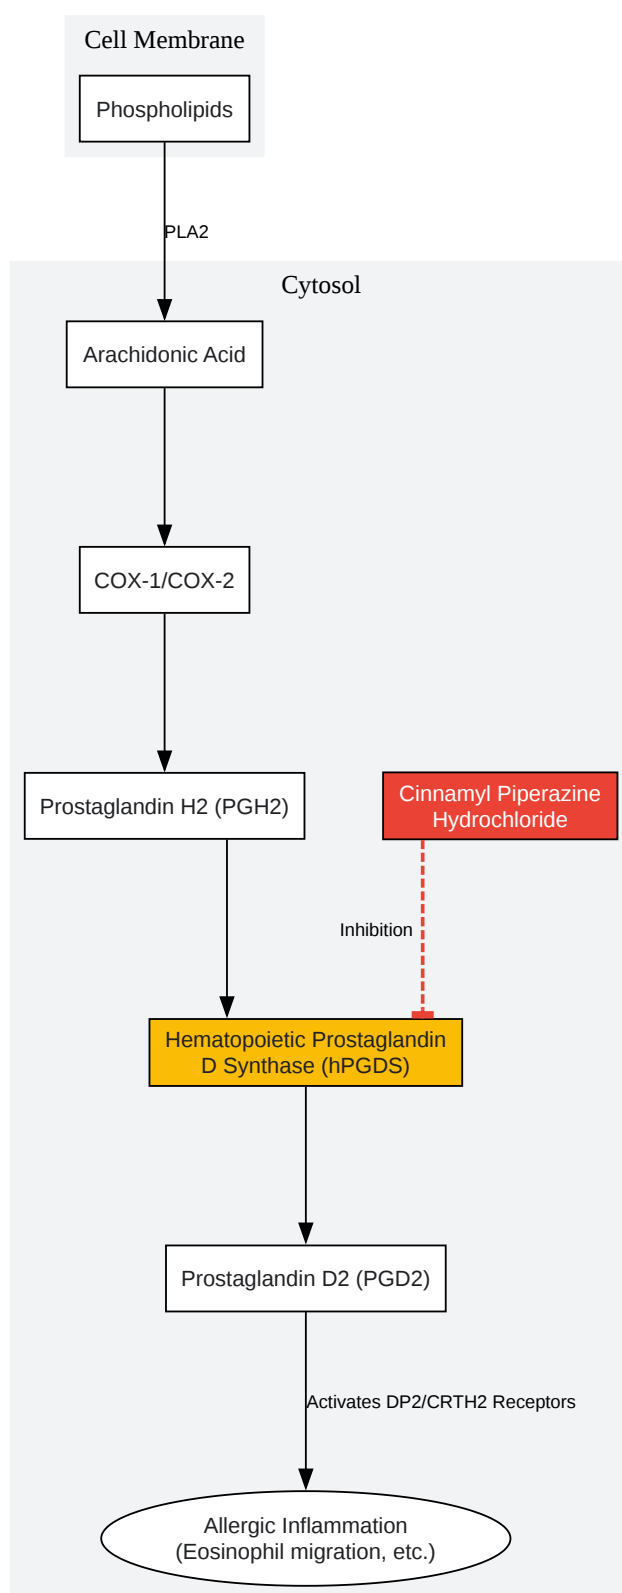 Cell Membrane
Phospholipids
PLA2
Cytosol
Arachidonic Acid
COX-1/COX-2
Prostaglandin H2 (PGH2)
Cinnamyl Piperazine
Hydrochloride
Inhibition
Hematopoietic Prostaglandin
D Synthase (hPGDS)
Prostaglandin D2 (PGD2)
Activates DP2/CRTH2 Receptors
Allergic Inflammation
(Eosinophil migration, etc.)